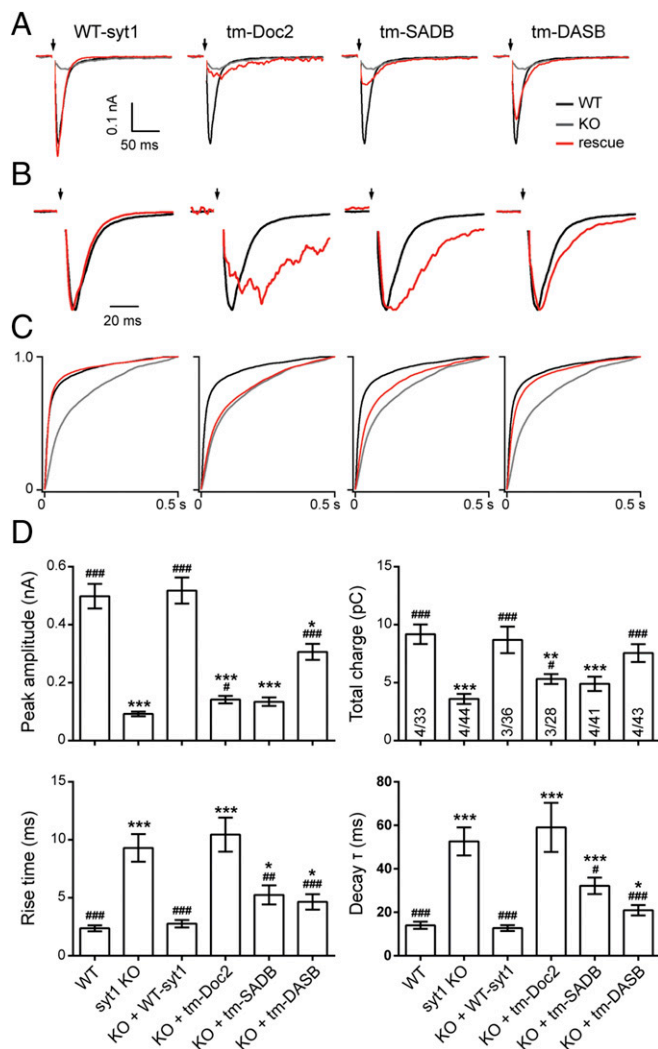 A
WT-syt1
tm-Doc2
tm-SADB
tm-DASB
0.1 nA
50 ms
WT
KO
rescue
B
20 ms
C
1.0
0
0 0.5 s
0 0.5 s
0 0.5 s
0 0.5 s
D
Peak amplitude (nA)
0.6
0.4
0.2
0
###
***
###
***
#
***
*
###
Total charge (pC)
15
10
5
0
###
***
###
**
#
***
###
4/33
4/44
3/36
3/28
4/41
4/43
Rise time (ms)
15
10
5
0
###
***
###
***
*
##
*
###
WT
syt1 KO
KO + WT-syt1
KO + tm-Doc2
KO + tm-SADB
KO + tm-DASB
Decay τ (ms)
80
60
40
20
0
###
***
###
***
***
#
*
###
WT
syt1 KO
KO + WT-syt1
KO + tm-Doc2
KO + tm-SADB
KO + tm-DASB